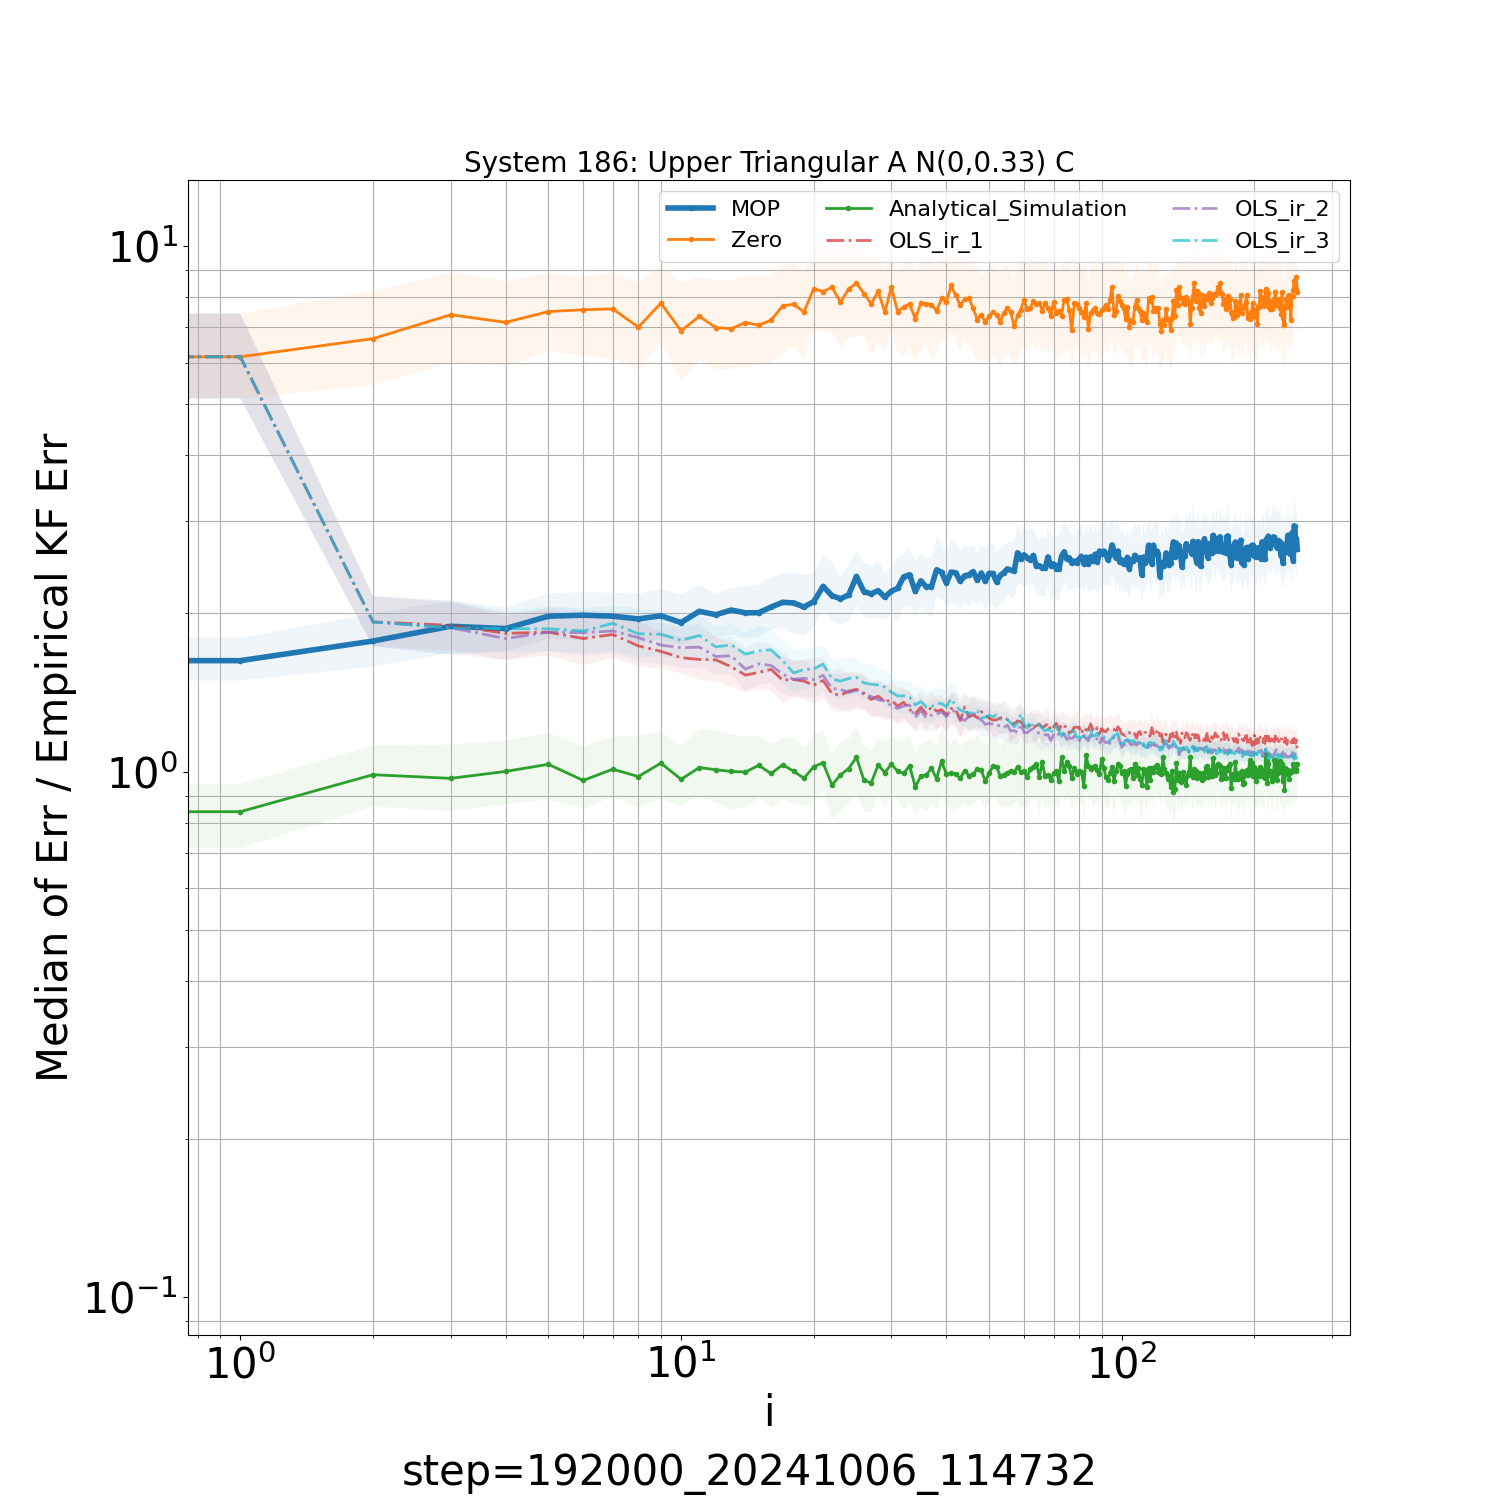 System 186: Upper Triangular A N(0,0.33) C
MOP
Zero
Analytical_Simulation
OLS_ir_1
OLS_ir_2
OLS_ir_3
Median of Err / Empirical KF Err
10¹
10⁰
10⁻¹
10⁰ 10¹ 10²
i
step=192000_20241006_114732